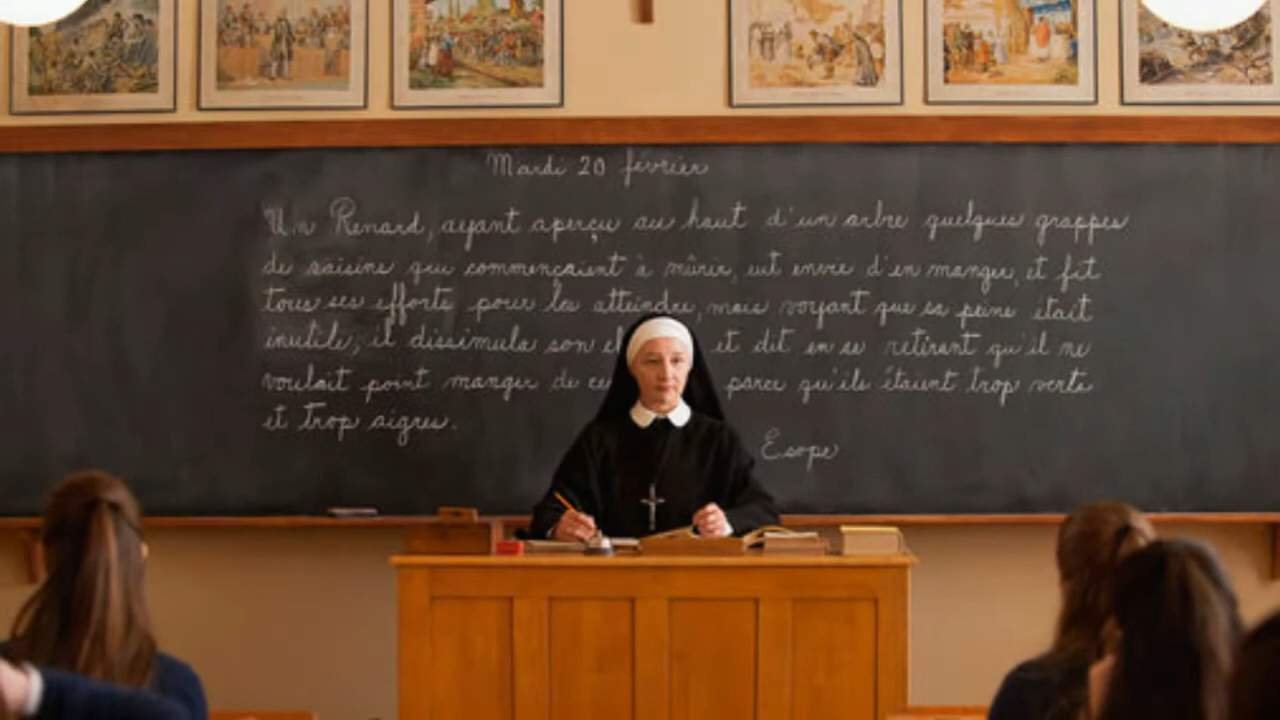 Mardi 20 février
Un Renard, ayant aperçu au haut d'un arbre quelques grappes
de raisins qui commençaient à mûrir, eut envie d'en manger, et fit
tous ses efforts pour les atteindre, mais voyant que sa peine était
inutile, il dissimula son et dit en se retirant qu'il ne
voulait point manger de ce parce qu'ils étaient trop verts
et trop aigres.
Esope